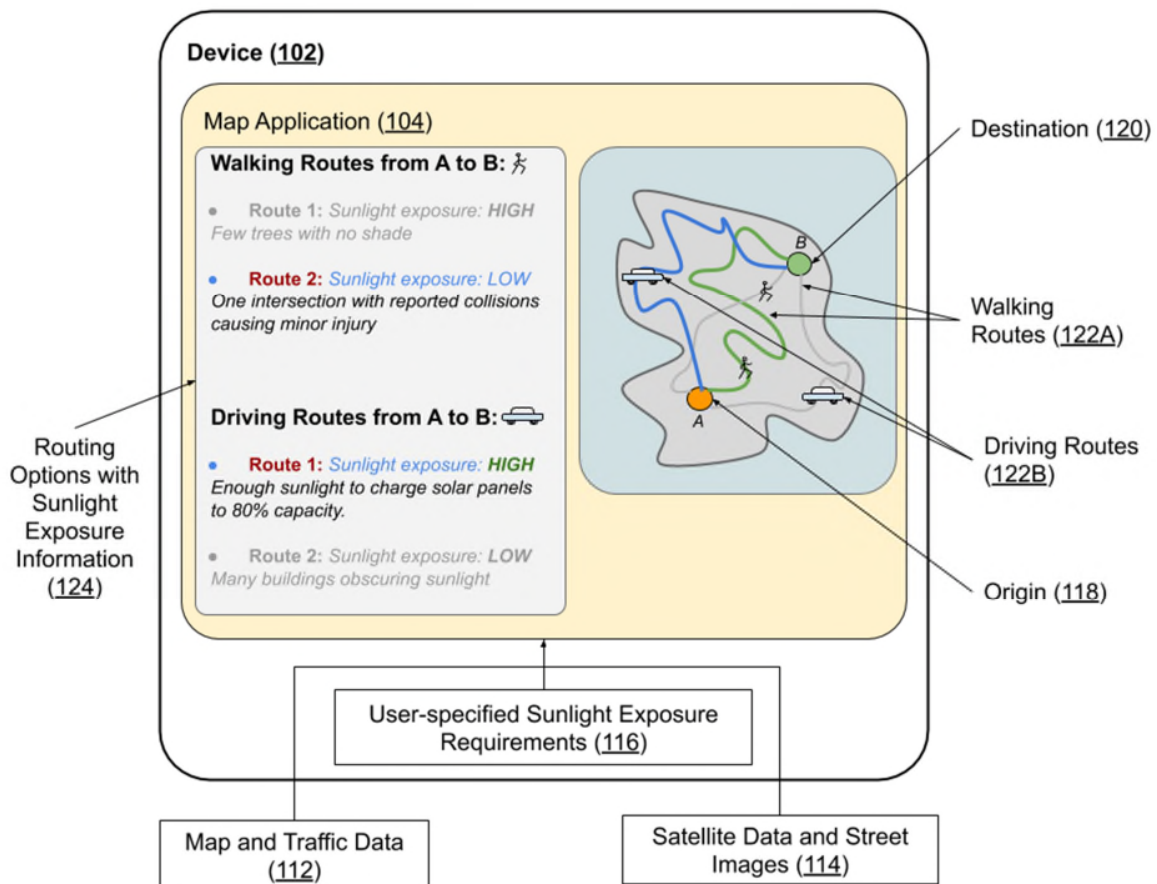 Device (102)
Map Application (104)
Walking Routes from A to B:
• Route 1: Sunlight exposure: HIGH
Few trees with no shade
• Route 2: Sunlight exposure: LOW
One intersection with reported collisions
causing minor injury
Driving Routes from A to B:
• Route 1: Sunlight exposure: HIGH
Enough sunlight to charge solar panels
to 80% capacity.
• Route 2: Sunlight exposure: LOW
Many buildings obscuring sunlight
B
A
Destination (120)
Walking
Routes (122A)
Driving Routes
(122B)
Origin (118)
Routing
Options with
Sunlight
Exposure
Information
(124)
User-specified Sunlight Exposure
Requirements (116)
Map and Traffic Data
(112)
Satellite Data and Street
Images (114)